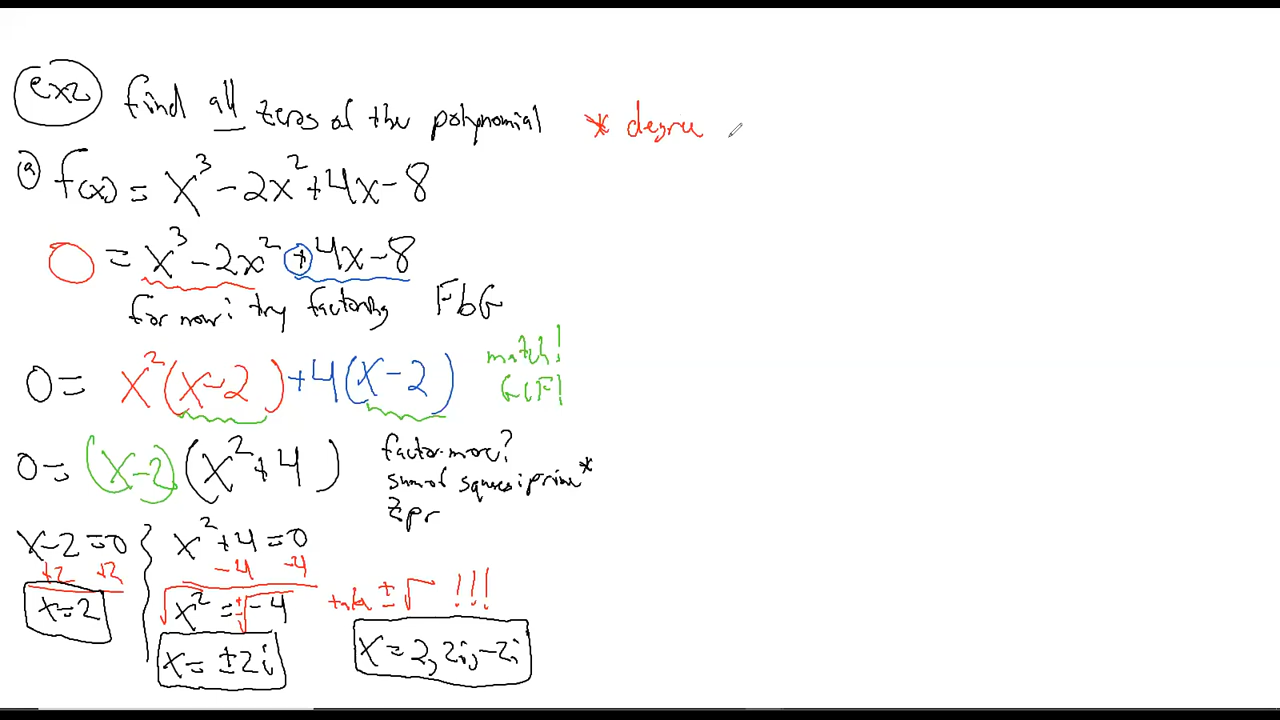 ex2 find all zeros of the polynomial * degree
a f(x) = x³ - 2x² + 4x - 8
0 = x³ - 2x² + 4x - 8
for now: try factoring FbG
0 = x²(x-2) + 4(x-2) match! GCF!
0 = (x-2)(x²+4) factor more?
sum of squares: prime*
zpr
x-2=0 x²+4=0
+2 +2 -4 -4
x=2 √x² = ±√-4 take ±√ !!!
x = ±2i x = 2, 2i, -2i